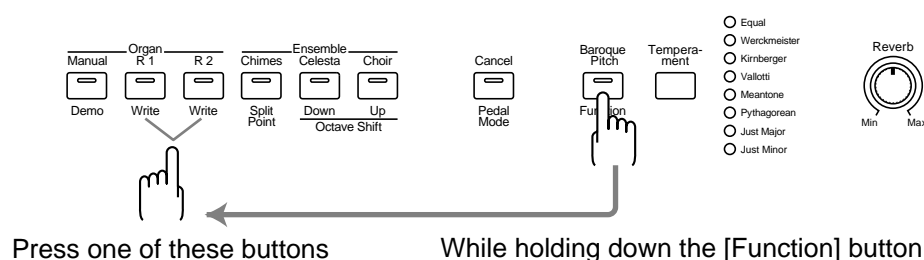 Organ
Manual R 1 R 2
Demo Write Write
Ensemble
Chimes Celesta Choir
Split Point Down Up
Octave Shift
Cancel
Pedal Mode
Baroque Pitch
Function
Tempera-
ment
Equal
Werckmeister
Kirnberger
Vallotti
Meantone
Pythagorean
Just Major
Just Minor
Reverb
Min Max
Press one of these buttons
While holding down the [Function] button